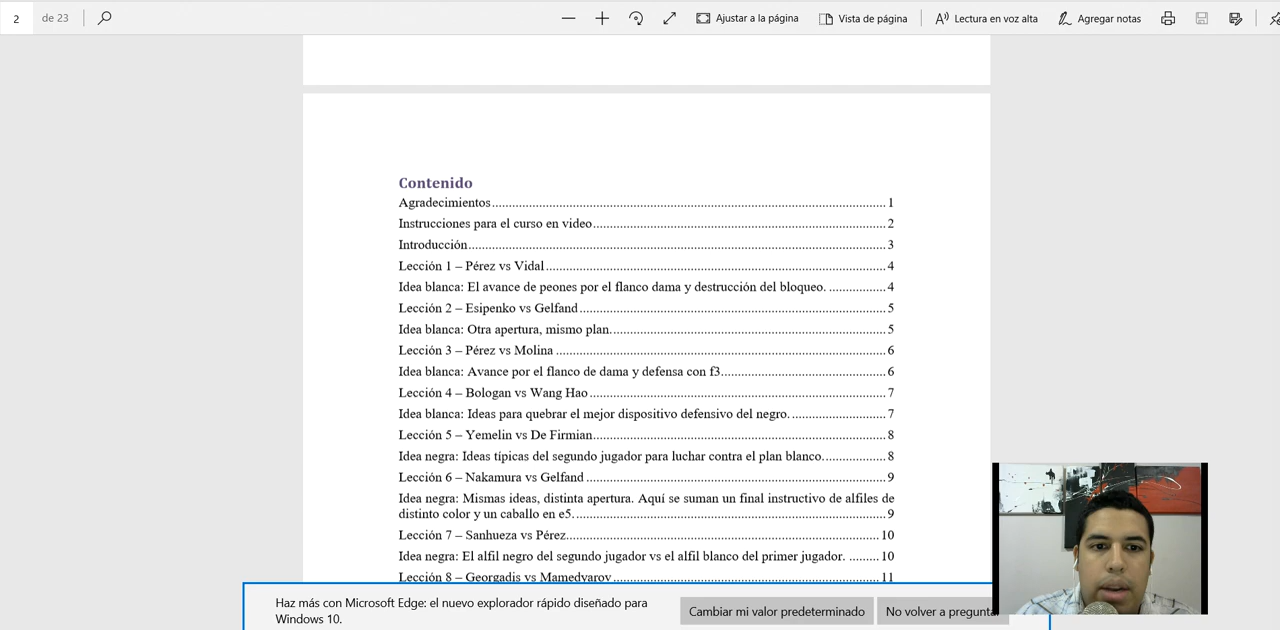 2 de 23 Ajustar a la página Vista de página Lectura en voz alta Agregar notas
Contenido
Agradecimientos 1
Instrucciones para el curso en video 2
Introducción 3
Lección 1 – Pérez vs Vidal 4
Idea blanca: El avance de peones por el flanco dama y destrucción del bloqueo. 4
Lección 2 – Esipenko vs Gelfand 5
Idea blanca: Otra apertura, mismo plan. 5
Lección 3 – Pérez vs Molina 6
Idea blanca: Avance por el flanco de dama y defensa con f3 6
Lección 4 – Bologan vs Wang Hao 7
Idea blanca: Ideas para quebrar el mejor dispositivo defensivo del negro. 7
Lección 5 – Yemelin vs De Firmian 8
Idea negra: Ideas típicas del segundo jugador para luchar contra el plan blanco. 8
Lección 6 – Nakamura vs Gelfand 9
Idea negra: Mismas ideas, distinta apertura. Aquí se suman un final instructivo de alfiles de
distinto color y un caballo en e5. 9
Lección 7 – Sanhueza vs Pérez 10
Idea negra: El alfil negro del segundo jugador vs el alfil blanco del primer jugador. 10
Lección 8 – Georgadis vs Mamedyarov 11
Haz más con Microsoft Edge: el nuevo explorador rápido diseñado para
Windows 10.
Cambiar mi valor predeterminado No volver a preguntar